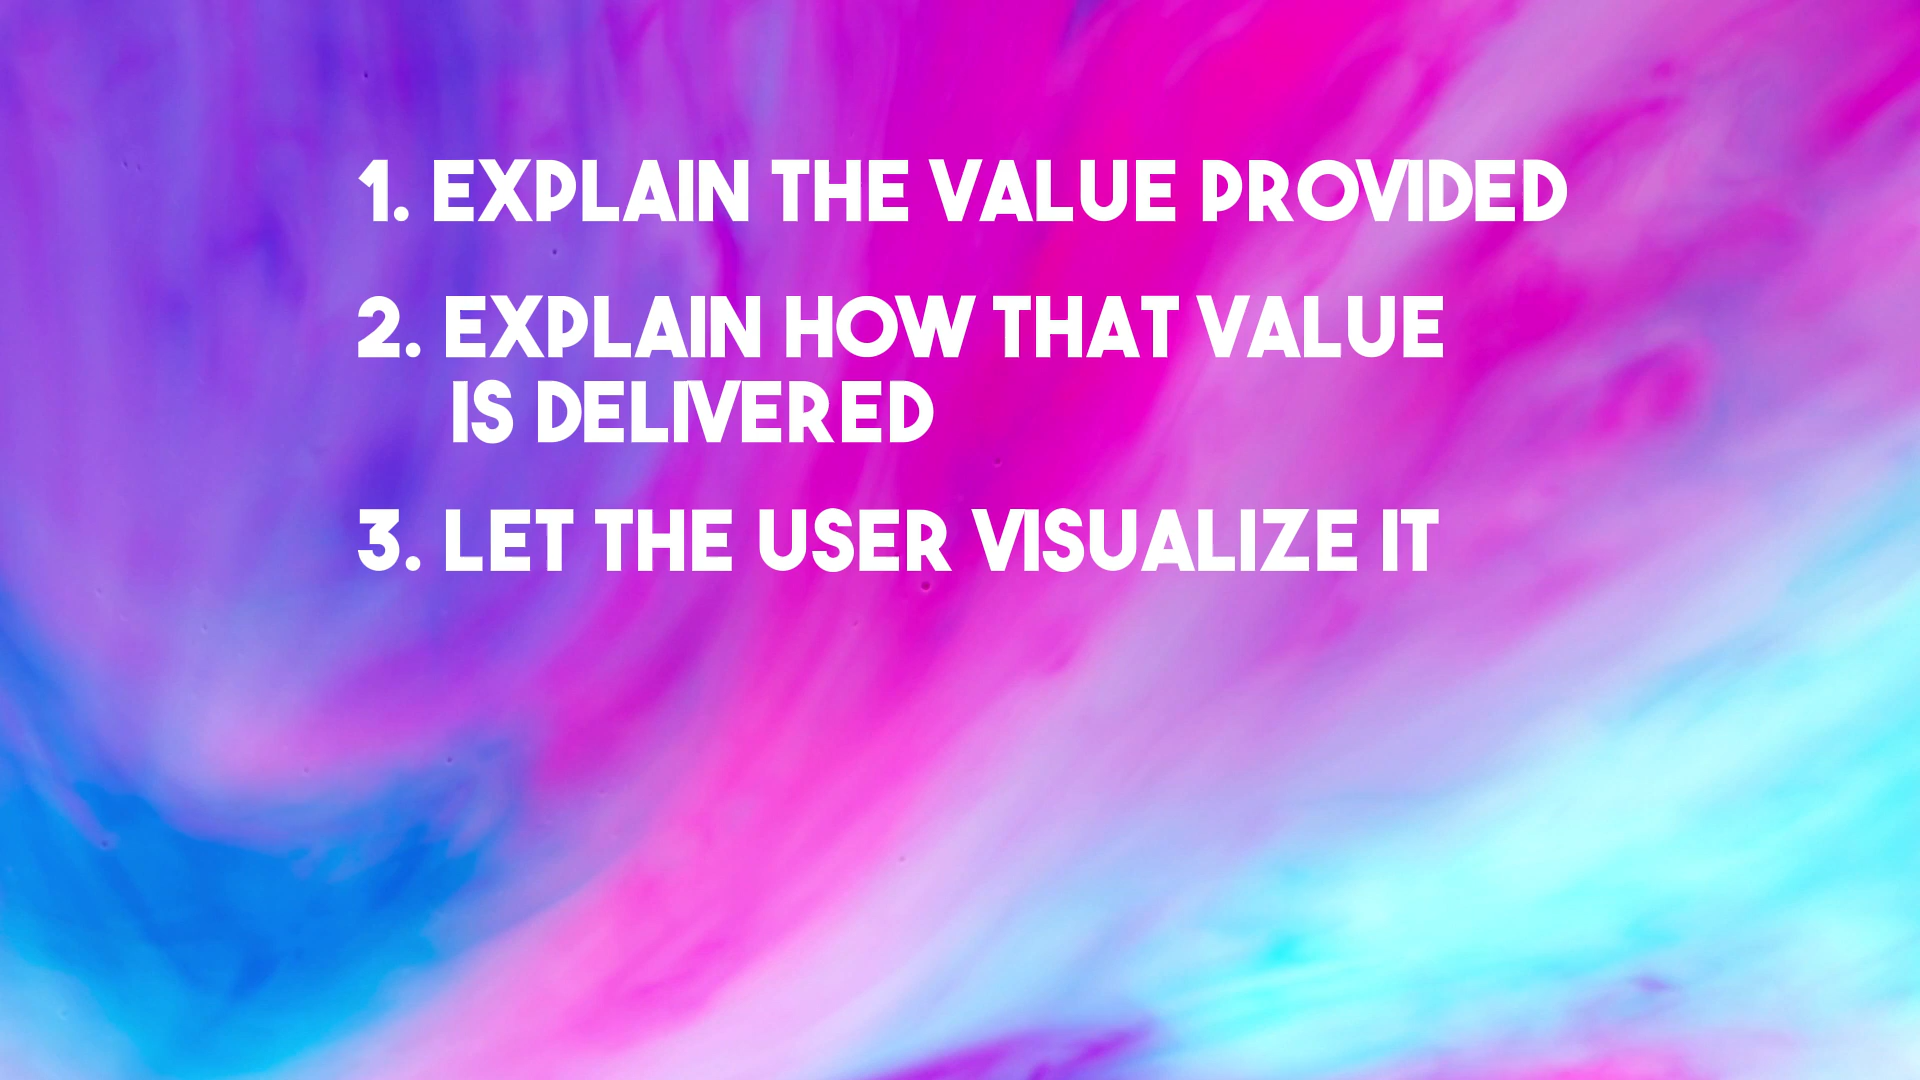 1. EXPLAIN THE VALUE PROVIDED
2. EXPLAIN HOW THAT VALUE
IS DELIVERED
3. LET THE USER VISUALIZE IT